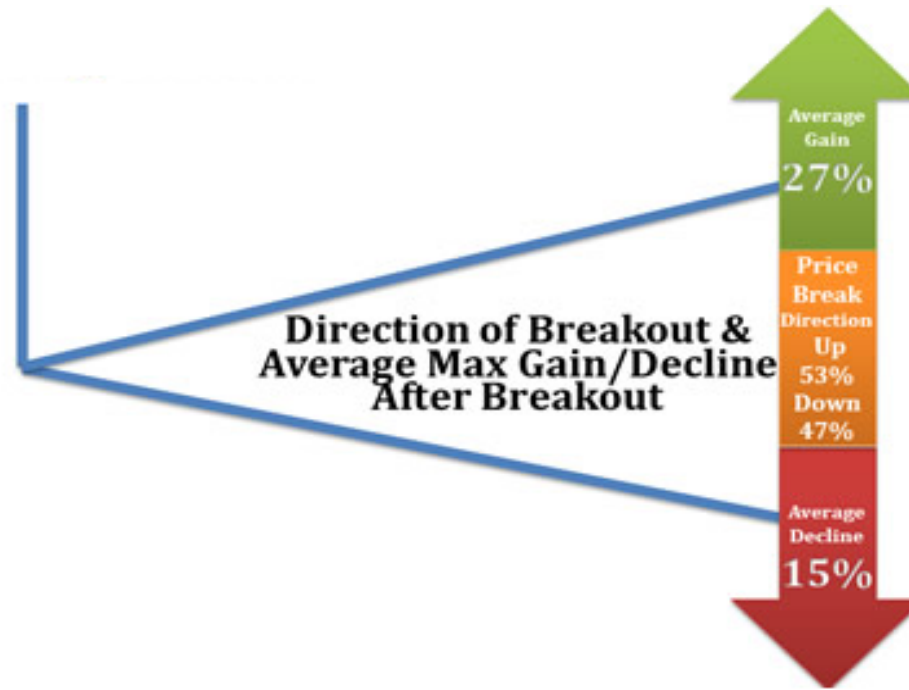 Average
Gain
27%
Price
Break
Direction
Up
53%
Down
47%
Direction of Breakout &
Average Max Gain/Decline
After Breakout
Average
Decline
15%